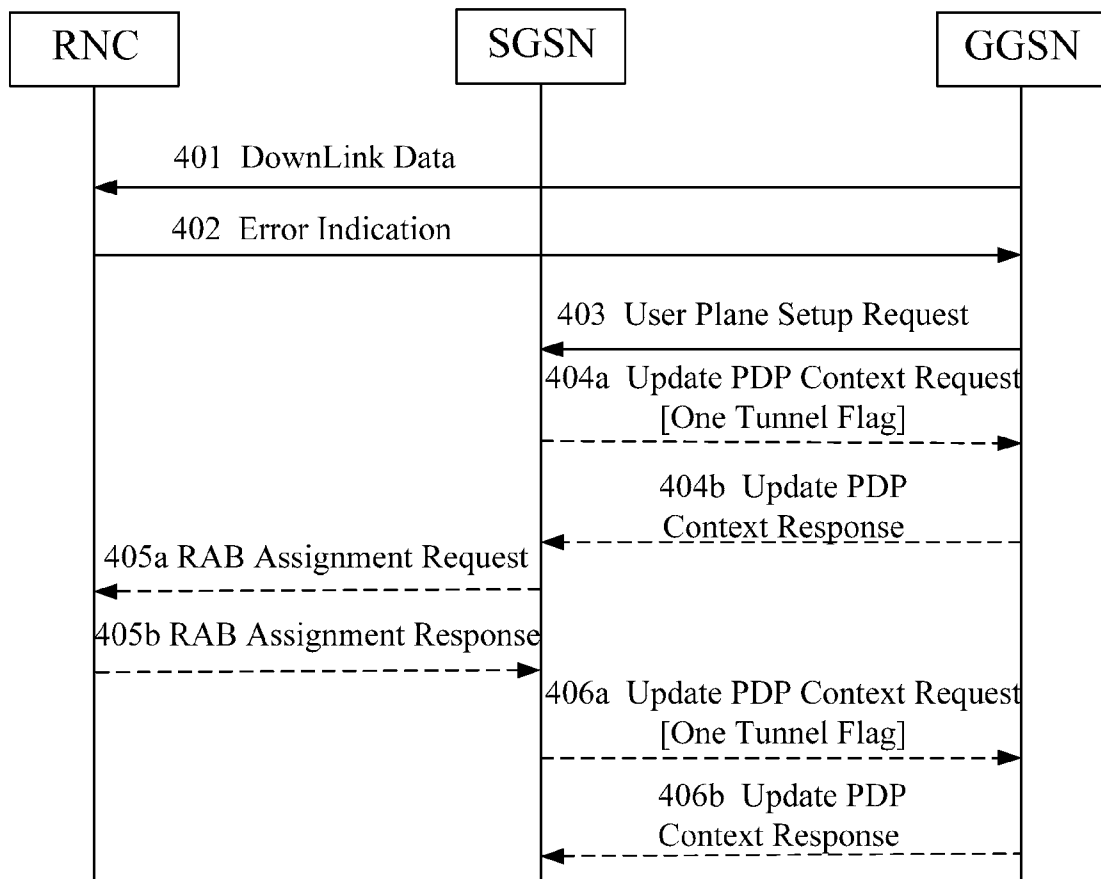 RNC
SGSN
GGSN
401 DownLink Data
402 Error Indication
403 User Plane Setup Request
404a Update PDP Context Request
[One Tunnel Flag]
404b Update PDP
Context Response
405a RAB Assignment Request
405b RAB Assignment Response
406a Update PDP Context Request
[One Tunnel Flag]
406b Update PDP
Context Response